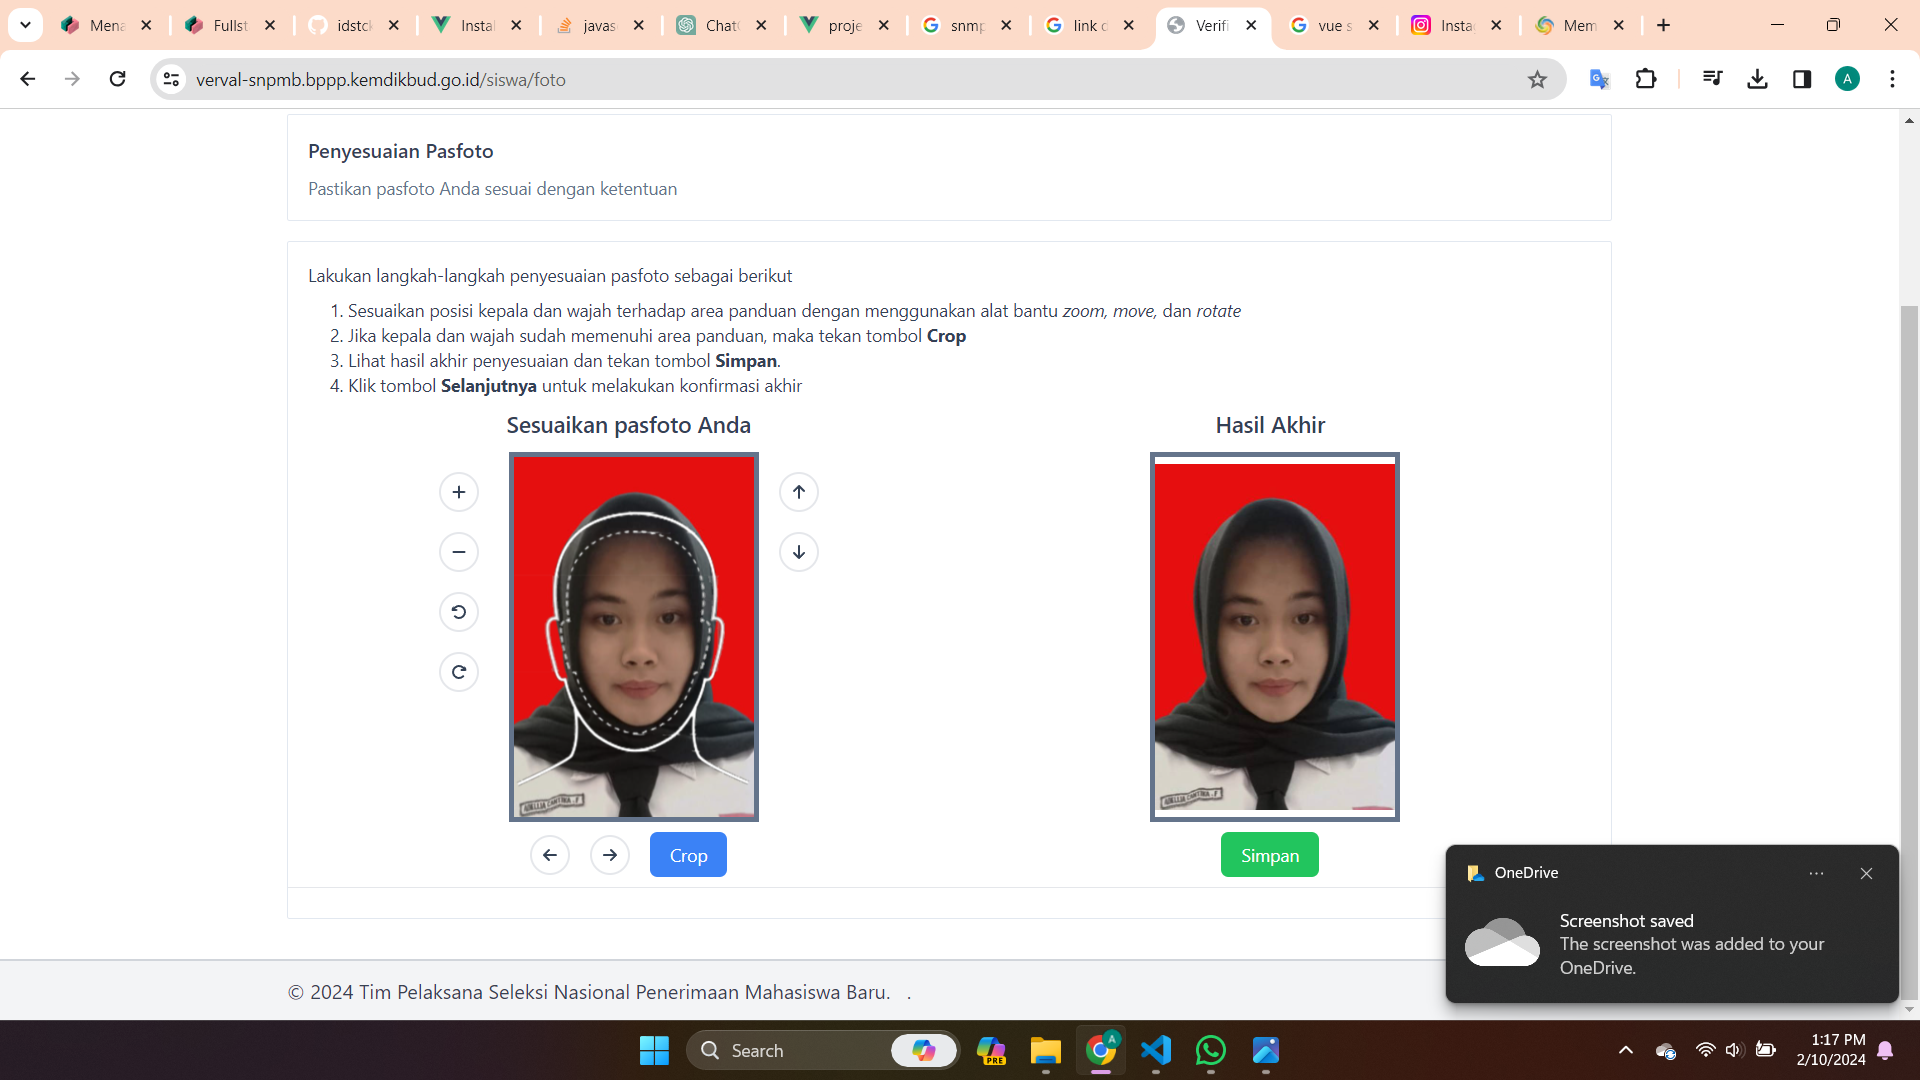 Mena
Fullst
idstck
Instal
javas
Chat
proje
snmp
link d
Verifi
vue s
Insta
Mem
verval-snpmb.bppp.kemdikbud.go.id/siswa/foto
A
Penyesuaian Pasfoto
Pastikan pasfoto Anda sesuai dengan ketentuan
Lakukan langkah-langkah penyesuaian pasfoto sebagai berikut
1. Sesuaikan posisi kepala dan wajah terhadap area panduan dengan menggunakan alat bantu zoom, move, dan rotate
2. Jika kepala dan wajah sudah memenuhi area panduan, maka tekan tombol Crop
3. Lihat hasil akhir penyesuaian dan tekan tombol Simpan.
4. Klik tombol Selanjutnya untuk melakukan konfirmasi akhir
Sesuaikan pasfoto Anda
Hasil Akhir
Crop
Simpan
OneDrive
Screenshot saved
The screenshot was added to your
OneDrive.
© 2024 Tim Pelaksana Seleksi Nasional Penerimaan Mahasiswa Baru. .
Search
PRE
A
1:17 PM
2/10/2024